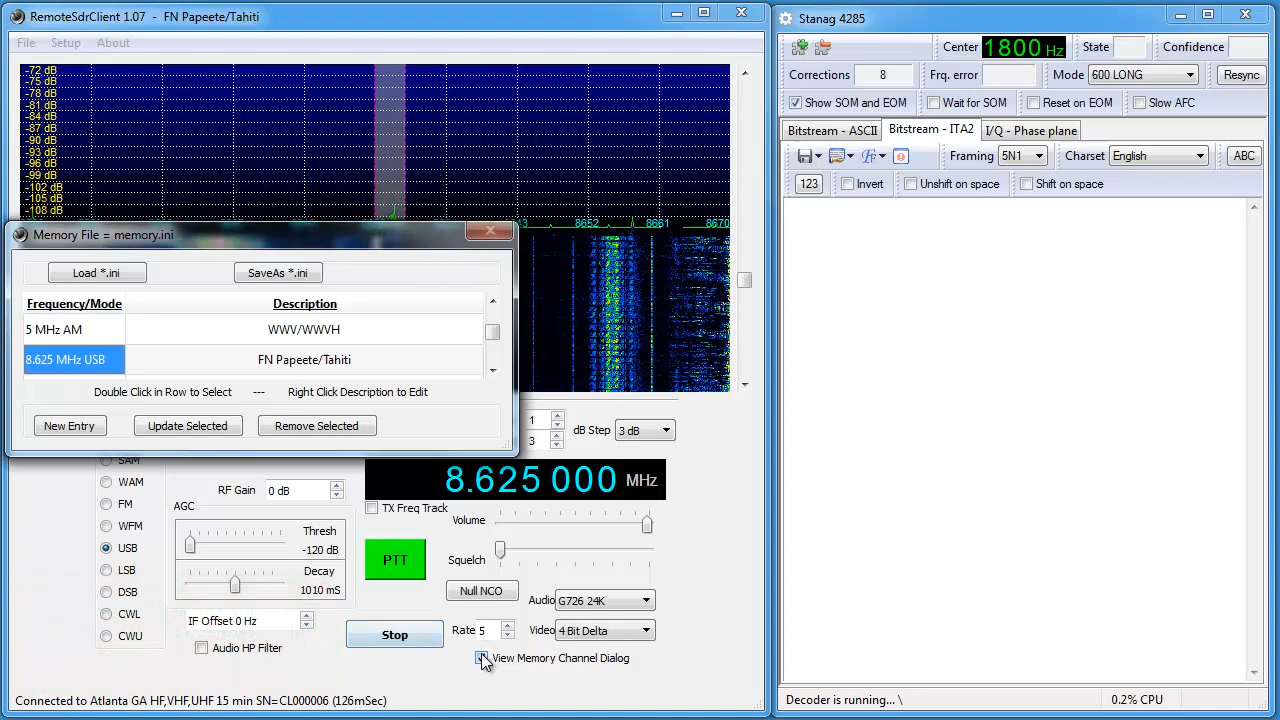 RemoteSdrClient 1.07 - FN Papeete/Tahiti
File Setup About
-72 dB
-75 dB
-78 dB
-81 dB
-84 dB
-87 dB
-90 dB
-93 dB
-96 dB
-99 dB
-102 dB
-105 dB
-108 dB
8652 8661 8670
Memory File = memory.ini
Load *.ini SaveAs *.ini
Frequency/Mode Description
5 MHz AM WWV/WWVH
8.625 MHz USB FN Papeete/Tahiti
Double Click in Row to Select --- Right Click Description to Edit
New Entry Update Selected Remove Selected
1
3
dB Step 3 dB
SAM
WAM
FM
WFM
USB
LSB
DSB
CWL
CWU
RF Gain 0 dB
AGC
Thresh
-120 dB
Decay
1010 mS
IF Offset 0 Hz
Audio HP Filter
8.625 000 MHz
TX Freq Track
Volume
PTT
Squelch
Null NCO
Audio G726 24K
Stop
Rate 5
Video 4 Bit Delta
View Memory Channel Dialog
Connected to Atlanta GA HF,VHF,UHF 15 min SN=CL000006 (126mSec)
Stanag 4285
Center 1800 Hz State Confidence
Corrections 8 Frq. error Mode 600 LONG Resync
Show SOM and EOM Wait for SOM Reset on EOM Slow AFC
Bitstream - ASCII Bitstream - ITA2 I/Q - Phase plane
Framing 5N1 Charset English ABC
123 Invert Unshift on space Shift on space
Decoder is running... \ 0.2% CPU